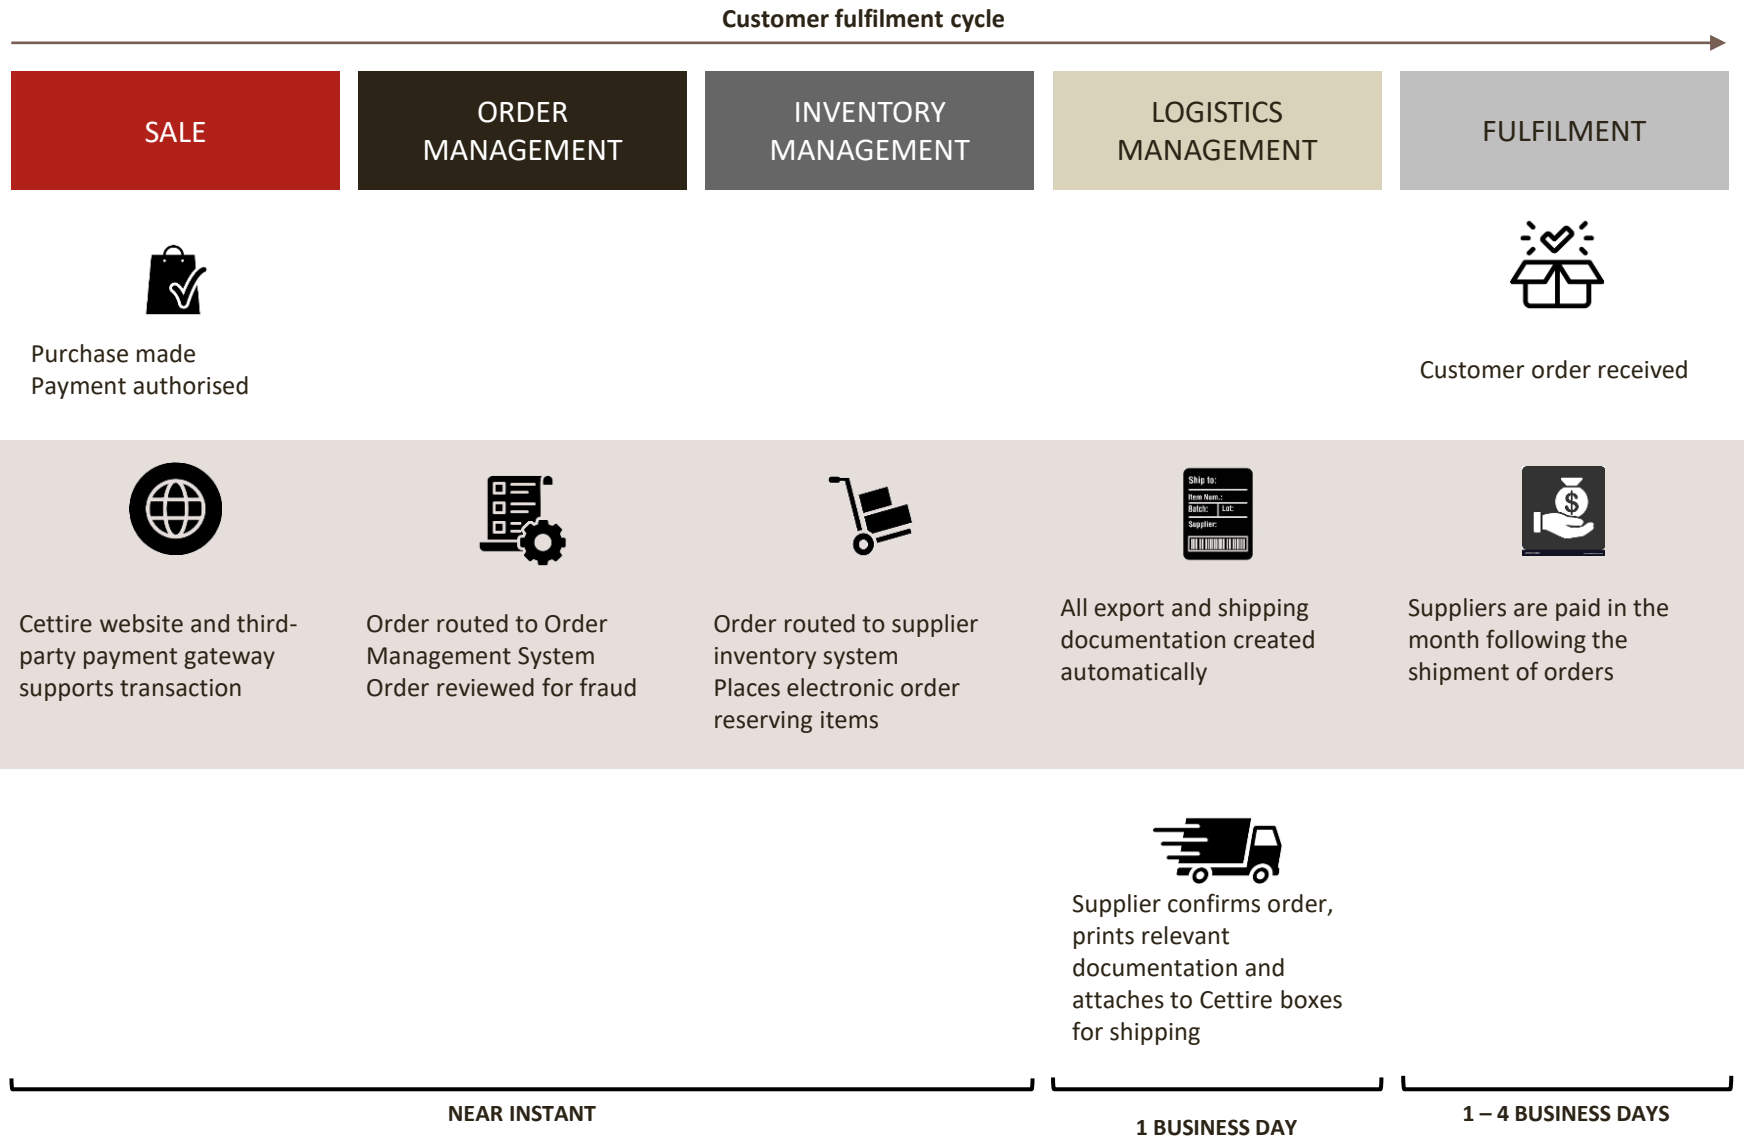 Customer fulfilment cycle
SALE
ORDER
MANAGEMENT
INVENTORY
MANAGEMENT
LOGISTICS
MANAGEMENT
FULFILMENT
Purchase made
Payment authorised
Customer order received
Ship to:
Item Num.:
Batch: Lot:
Supplier:
$
Cettire website and third-
party payment gateway
supports transaction
Order routed to Order
Management System
Order reviewed for fraud
Order routed to supplier
inventory system
Places electronic order
reserving items
All export and shipping
documentation created
automatically
Suppliers are paid in the
month following the
shipment of orders
Supplier confirms order,
prints relevant
documentation and
attaches to Cettire boxes
for shipping
NEAR INSTANT
1 BUSINESS DAY
1 – 4 BUSINESS DAYS